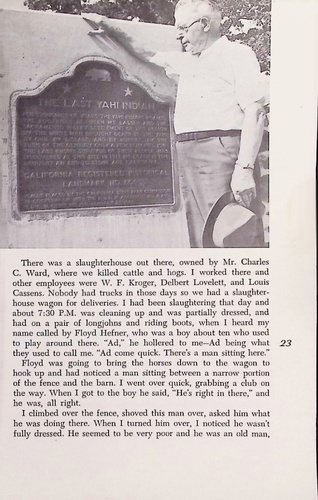 THE LAST YAHI INDIAN
CALIFORNIA REGISTERED HISTORICAL
LANDMARK NO.
There was a slaughterhouse out there, owned by Mr. Charles
C. Ward, where we killed cattle and hogs. I worked there and
other employees were W. F. Kroger, Delbert Lovelett, and Louis
Cassens. Nobody had trucks in those days so we had a slaughter-
house wagon for deliveries. I had been slaughtering that day and
about 7:30 P.M. was cleaning up and was partially dressed, and
had on a pair of longjohns and riding boots, when I heard my
name called by Floyd Hefner, who was a boy about ten who used
to play around there. "Ad," he hollered to me—Ad being what
they used to call me. "Ad come quick. There's a man sitting here."
23
Floyd was going to bring the horses down to the wagon to
hook up and had noticed a man sitting between a narrow portion
of the fence and the barn. I went over quick, grabbing a club on
the way. When I got to the boy he said, "He's right in there," and
he was, all right.
I climbed over the fence, shoved this man over, asked him what
he was doing there. When I turned him over, I noticed he wasn't
fully dressed. He seemed to be very poor and he was an old man,